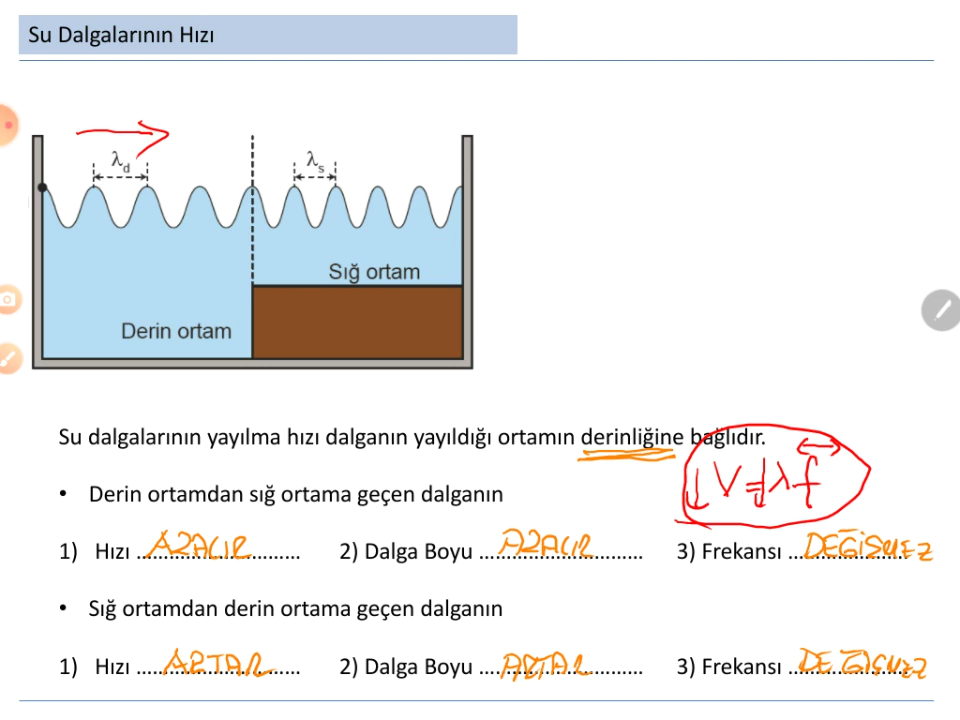 Su Dalgalarının Hızı
λd λs
Sığ ortam
Derin ortam
Su dalgalarının yayılma hızı dalganın yayıldığı ortamın derinliğine bağlıdır.
V=λf
• Derin ortamdan sığ ortama geçen dalganın
1) Hızı ...AZALIR... 2) Dalga Boyu ...AZALIR... 3) Frekansı ...DEĞİŞMEZ
• Sığ ortamdan derin ortama geçen dalganın
1) Hızı ...ARTAR... 2) Dalga Boyu ...ARTAR... 3) Frekansı ...DEĞİŞMEZ